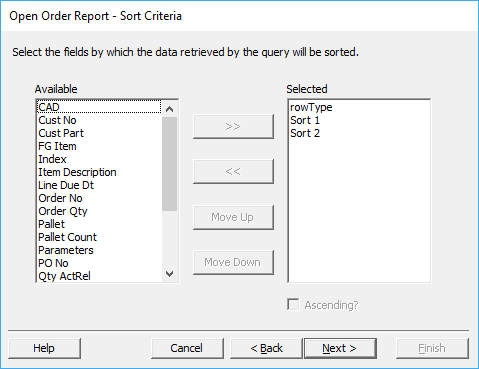 Open Order Report - Sort Criteria
Select the fields by which the data retrieved by the query will be sorted.
Available
CAD
Cust No
Cust Part
FG Item
Index
Item Description
Line Due Dt
Order No
Order Qty
Pallet
Pallet Count
Parameters
PO No
Qty ActRel
>>
<<
Move Up
Move Down
Selected
rowType
Sort 1
Sort 2
Ascending?
Help
Cancel
< Back
Next >
Finish